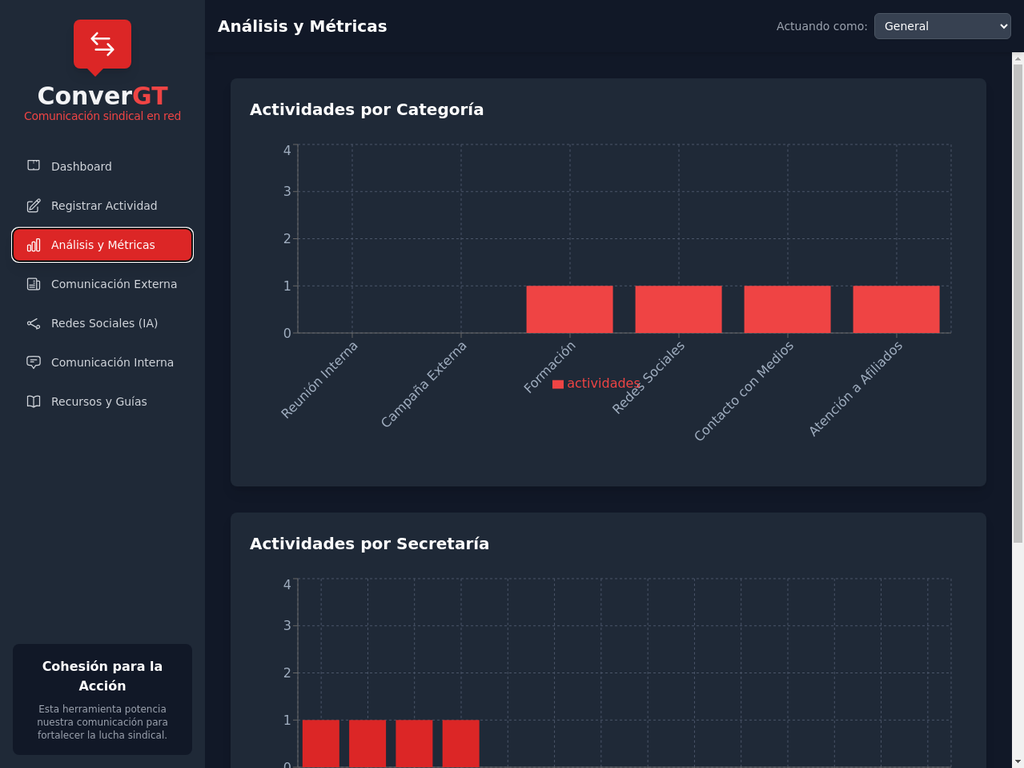 ConverGT
Comunicación sindical en red
Dashboard
Registrar Actividad
Análisis y Métricas
Comunicación Externa
Redes Sociales (IA)
Comunicación Interna
Recursos y Guías
Cohesión para la
Acción
Esta herramienta potencia
nuestra comunicación para
fortalecer la lucha sindical.
Análisis y Métricas
Actuando como:
General
Actividades por Categoría
4
3
2
1
0
Reunión Interna
Campaña Externa
Formación
Redes Sociales
Contacto con Medios
Atención a Afiliados
actividades
Actividades por Secretaría
4
3
2
1
0